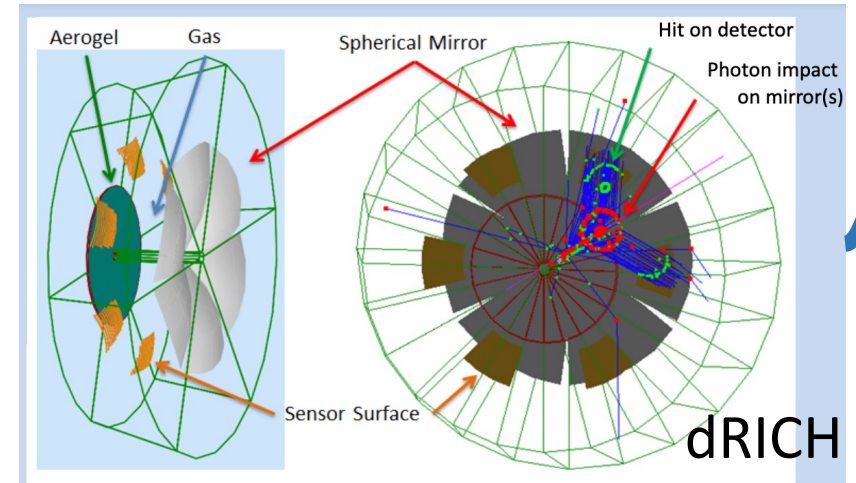 Aerogel
Gas
Spherical Mirror
Hit on detector
Photon impact
on mirror(s)
Sensor Surface
dRICH